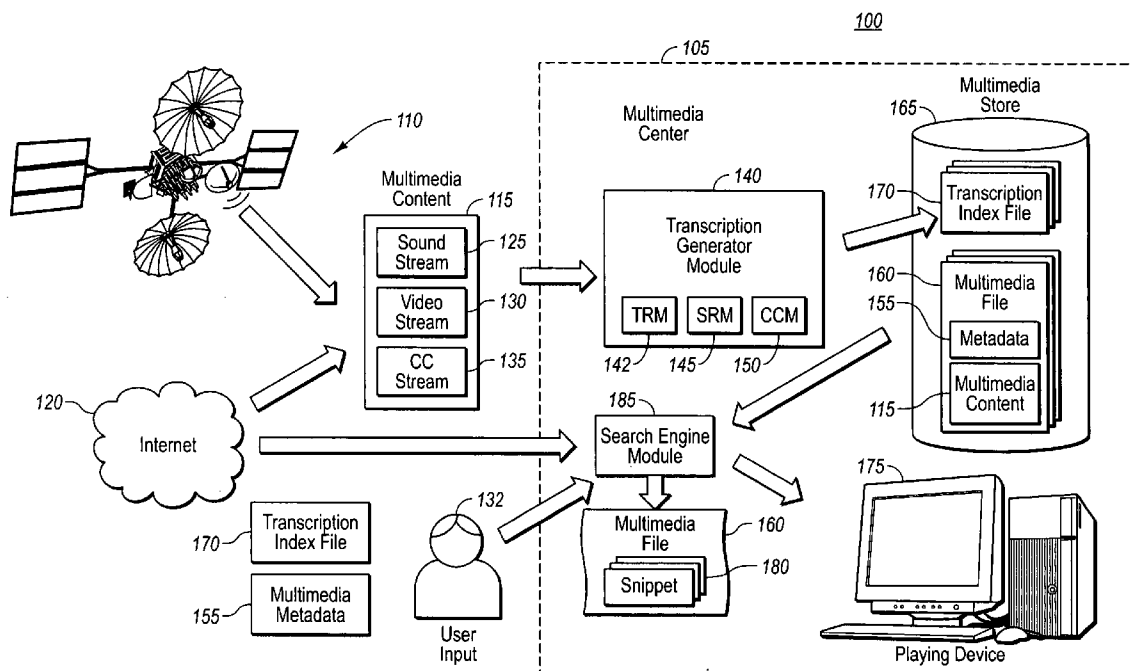 100
105
Multimedia
Store
165
Multimedia
Center
110
Multimedia
Content
115
Sound
Stream
125
Video
Stream
130
CC
Stream
135
140
Transcription
Generator
Module
TRM
SRM
CCM
142
145
150
170
Transcription
Index File
160
Multimedia
File
155
Metadata
115
Multimedia
Content
120
Internet
185
Search Engine
Module
175
132
Transcription
Index File
170
Multimedia
Metadata
155
User
Input
Multimedia
File
160
Snippet
180
Playing Device